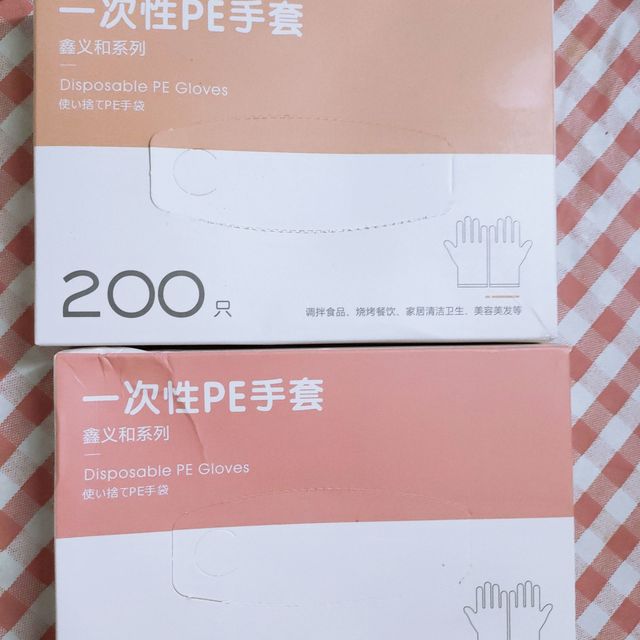 一次性PE手套
鑫义和系列
Disposable PE Gloves
使い捨てPE手袋
200只
调拌食品、烧烤餐饮、家居清洁卫生、美容美发等
一次性PE手套
鑫义和系列
Disposable PE Gloves
使い捨てPE手袋